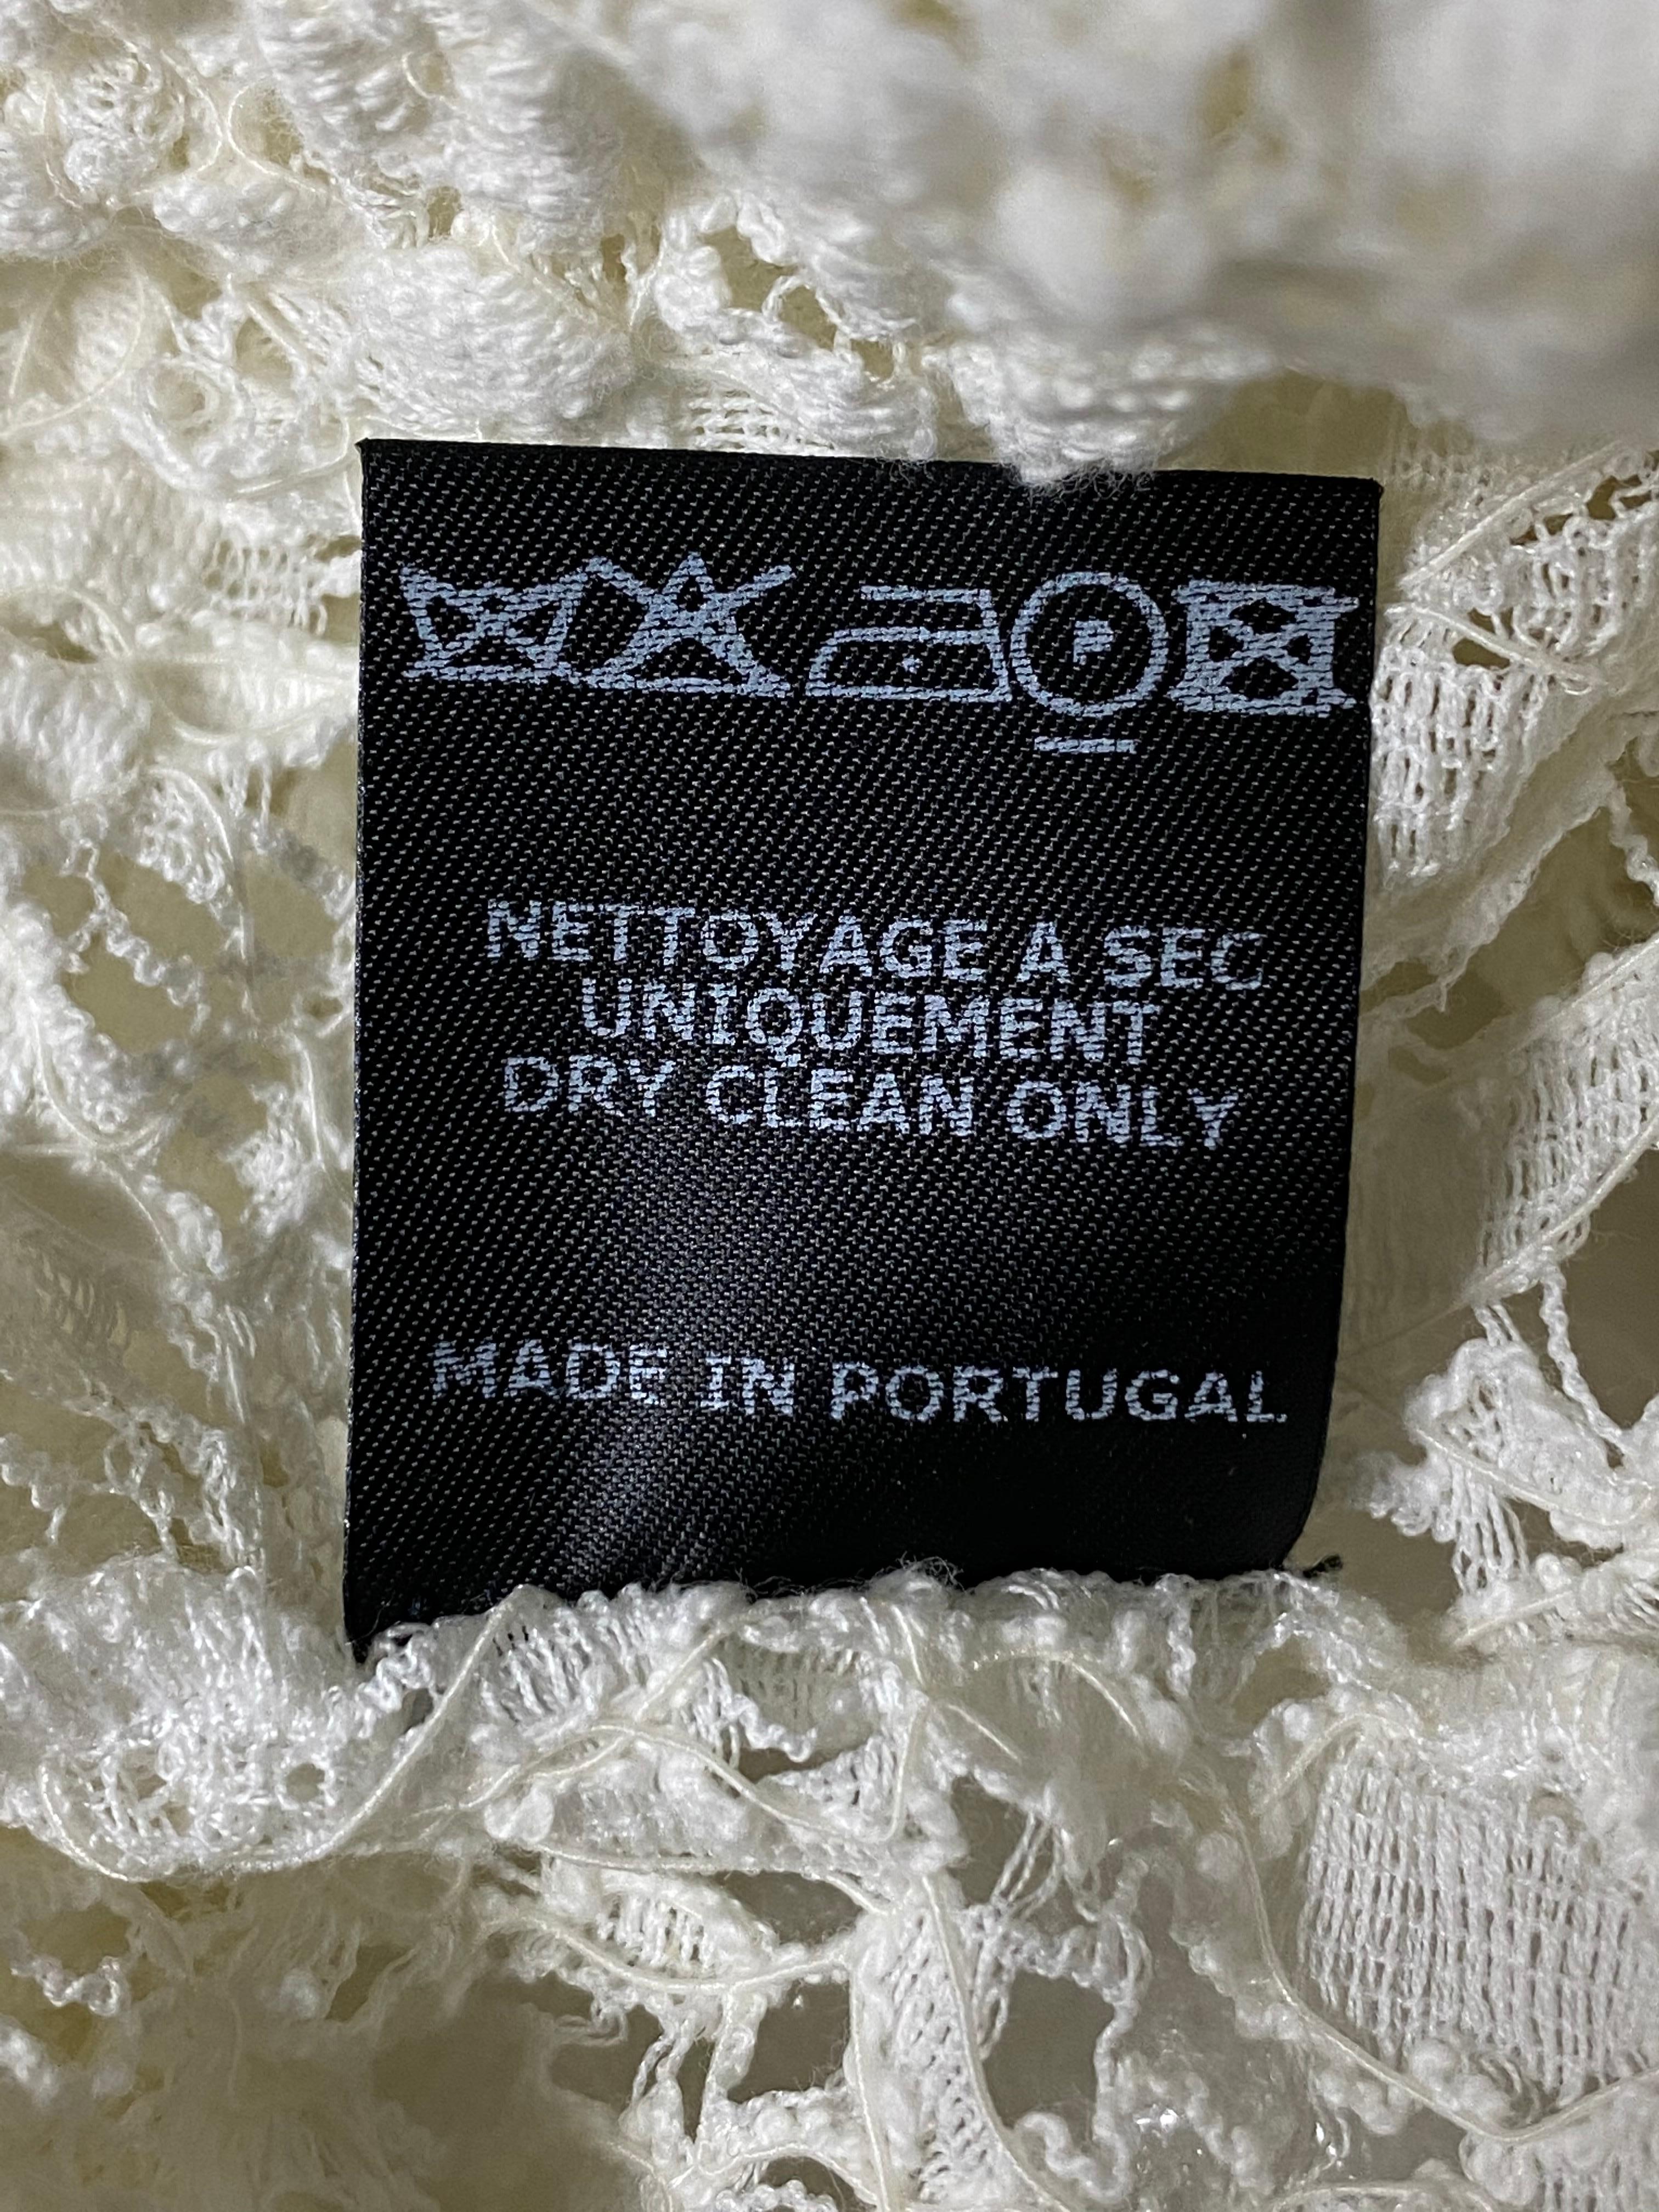 P
NETTOYAGE A SEC
UNIQUEMENT
DRY CLEAN ONLY
MADE IN PORTUGAL